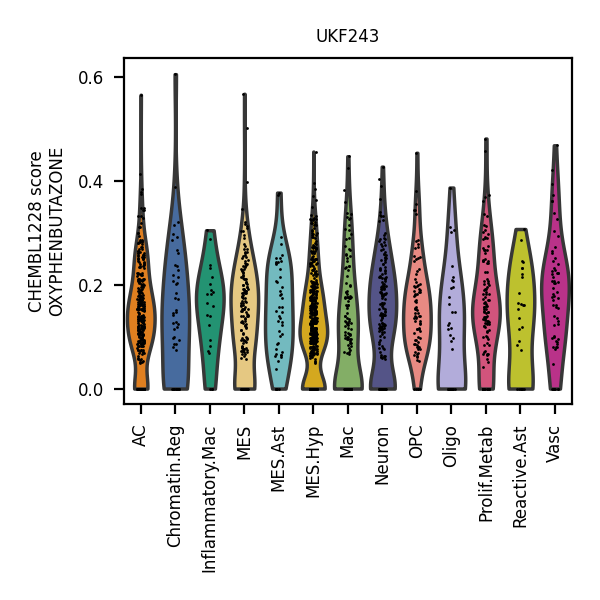 UKF243
CHEMBL1228 score
OXYPHENBUTAZONE
0.6
0.4
0.2
0.0
AC
Chromatin.Reg
Inflammatory.Mac
MES
MES.Ast
MES.Hyp
Mac
Neuron
OPC
Oligo
Prolif.Metab
Reactive.Ast
Vasc